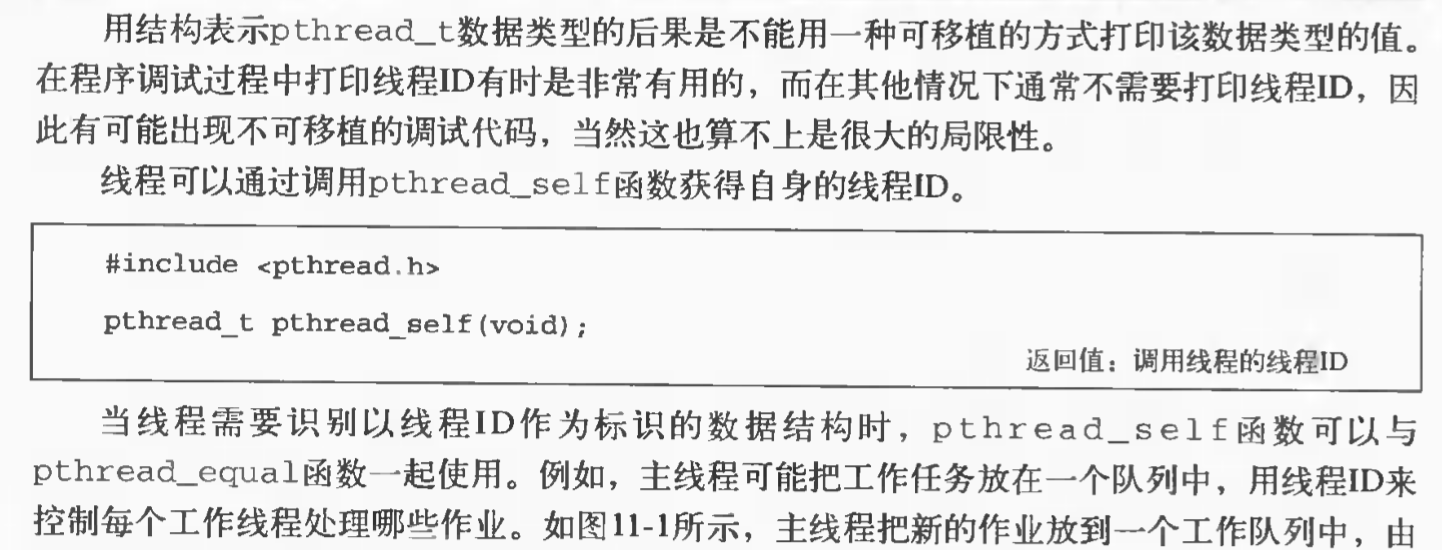 用结构表示pthread_t数据类型的后果是不能用一种可移植的方式打印该数据类型的值。
在程序调试过程中打印线程ID有时是非常有用的，而在其他情况下通常不需要打印线程ID，因
此有可能出现不可移植的调试代码，当然这也算不上是很大的局限性。
线程可以通过调用pthread_self函数获得自身的线程ID。
#include <pthread.h>
pthread_t pthread_self(void);
返回值：调用线程的线程ID
当线程需要识别以线程ID作为标识的数据结构时，pthread_self函数可以与
pthread_equal函数一起使用。例如，主线程可能把工作任务放在一个队列中，用线程ID来
控制每个工作线程处理哪些作业。如图11-1所示，主线程把新的作业放到一个工作队列中，由